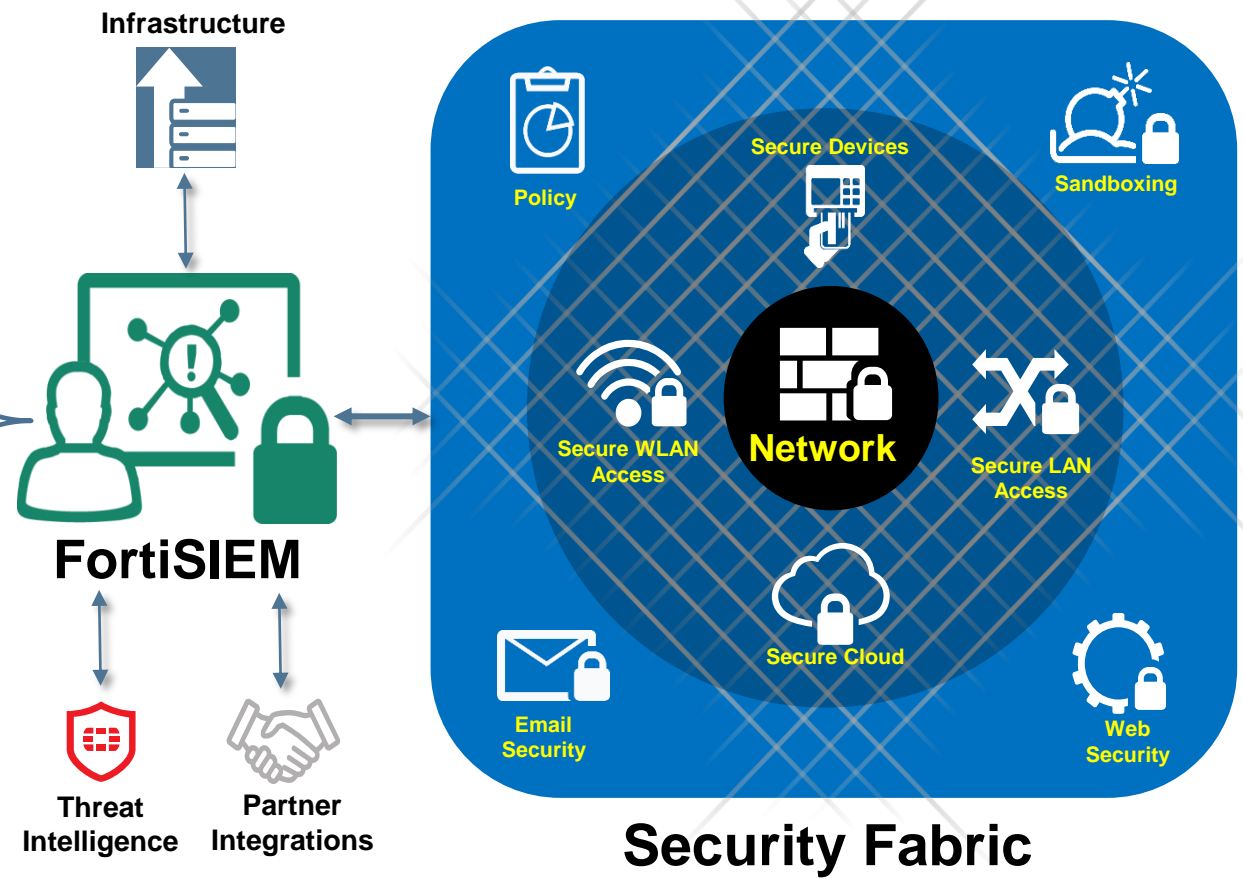 Infrastructure
FortiSIEM
Threat
Intelligence
Partner
Integrations
Policy
Secure Devices
Sandboxing
Secure WLAN
Access
Network
Secure LAN
Access
Secure Cloud
Email
Security
Web
Security
Security Fabric